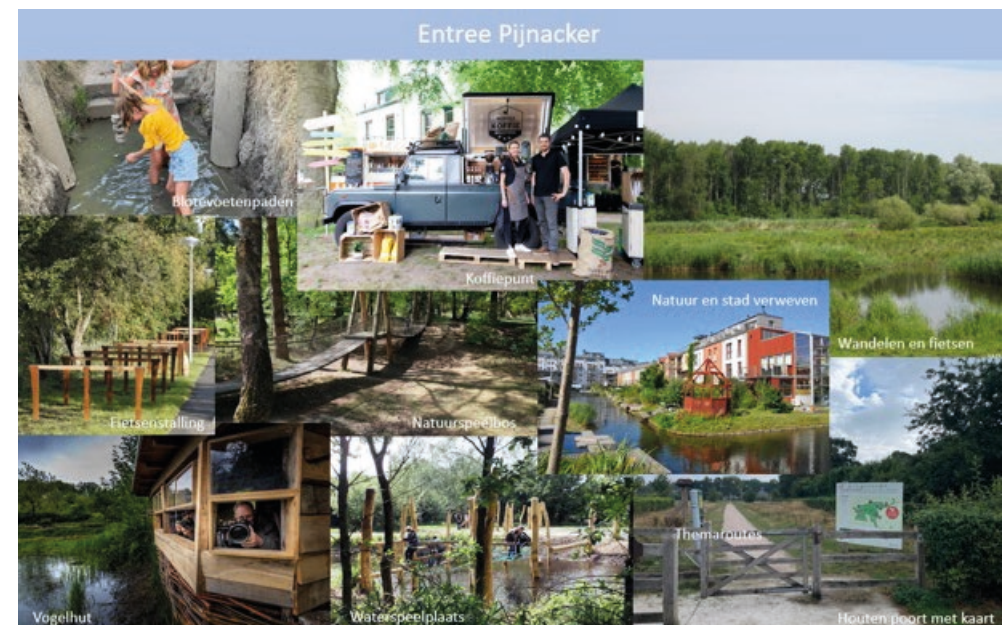 Entree Pijnacker
Blotevoetenpaden
KOFFIE
Koffiepunt
Wandelen en fietsen
Natuur en stad verweven
Fietsenstalling
Natuurspeelbos
Vogelhut
Waterspeelplaats
Themaroutes
Houten poort met kaart